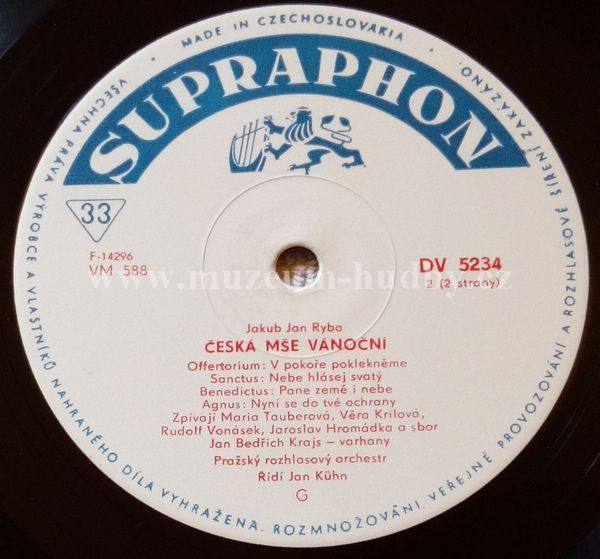 MADE IN CZECHOSLOVAKIA
SUPRAPHON
VŠECHNA PRÁVA VÝROBCE A VLASTNÍKŮ NAHRANÉHO DÍLA VYHRAŽENA. ROZMNOŽOVÁNÍ, VEŘEJNÉ PROVOZOVÁNÍ A ROZHLASOVÉ ŠÍŘENÍ ZAKÁZÁNO
33
F-14296
VM 588
DV 5234
2 (2 strany)
www.muzeum-hudby.cz
Jakub Jan Ryba
ČESKÁ MŠE VÁNOČNÍ
Offertorium: V pokoře poklekněme
Sanctus: Nebe hlásej svatý
Benedictus: Pane země i nebe
Agnus: Nyní se do tvé ochrany
Zpívají Maria Tauberová, Věra Krilová,
Rudolf Vonásek, Jaroslav Hromádka a sbor
Jan Bedřich Krajs – varhany
Pražský rozhlasový orchestr
Řídí Jan Kühn
G